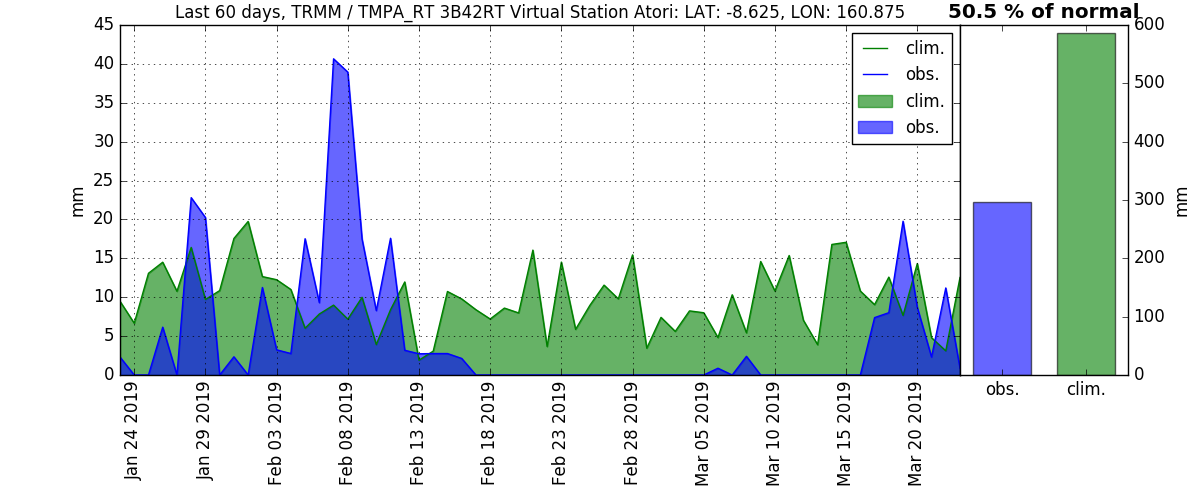 Last 60 days, TRMM / TMPA_RT 3B42RT Virtual Station Atori: LAT: -8.625, LON: 160.875
50.5 % of normal
45
40
35
30
25
20
15
10
5
0
mm
clim.
obs.
clim.
obs.
600
500
400
300
200
100
0
mm
Jan 24 2019
Jan 29 2019
Feb 03 2019
Feb 08 2019
Feb 13 2019
Feb 18 2019
Feb 23 2019
Feb 28 2019
Mar 05 2019
Mar 10 2019
Mar 15 2019
Mar 20 2019
obs.
clim.